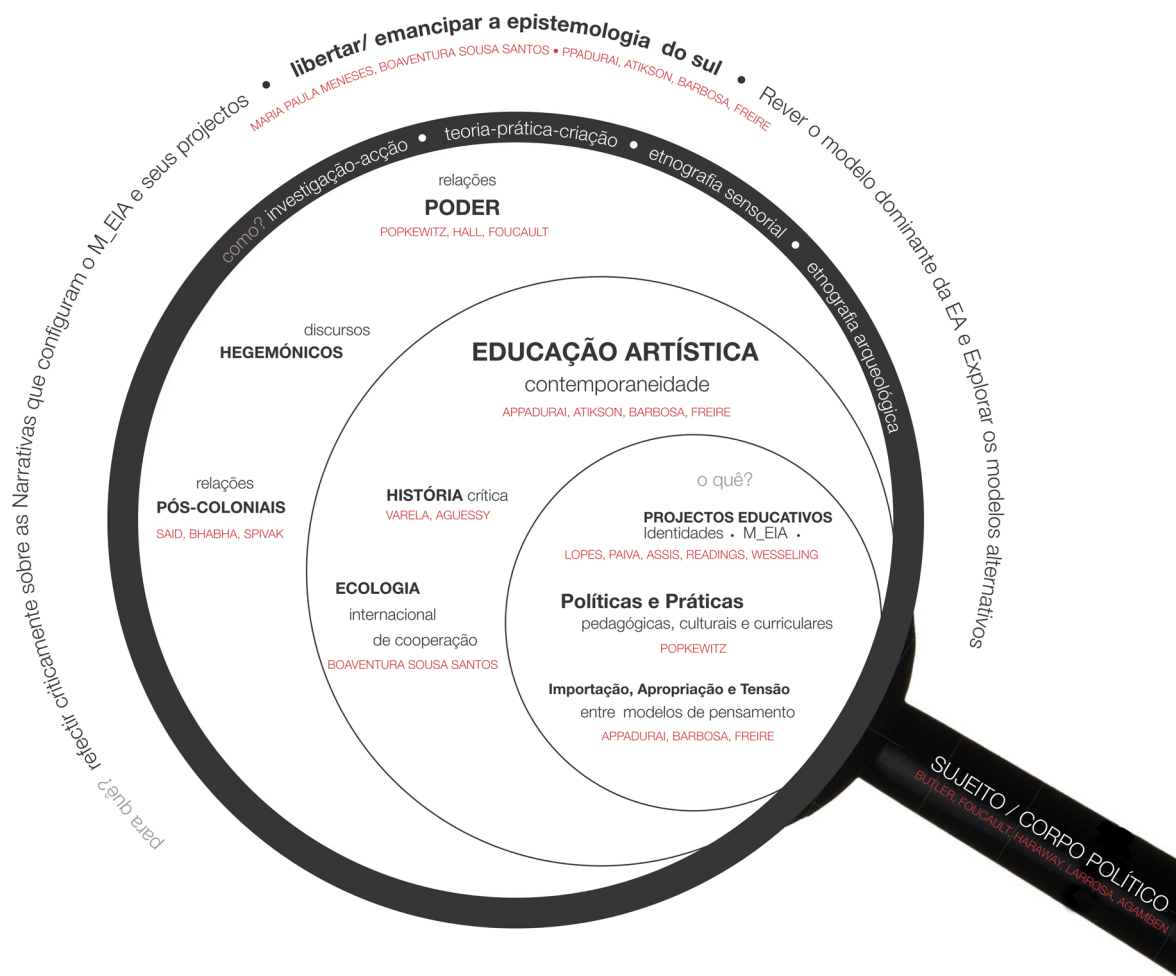 para quê? refectir criticamente sobre as Narrativas que configuram o M_EIA e seus projectos • libertar/ emancipar a epistemologia do sul • Rever o modelo dominante da EA e Explorar os modelos alternativos
MARIA PAULA MENESES, BOAVENTURA SOUSA SANTOS • PPADURAI, ATIKSON, BARBOSA, FREIRE
como? investigação-acção • teoria-prática-criação • etnografia sensorial • etnografia arqueológica
relações
PODER
POPKEWITZ, HALL, FOUCAULT
discursos
HEGEMÓNICOS
relações
PÓS-COLONIAIS
SAID, BHABHA, SPIVAK
EDUCAÇÃO ARTÍSTICA
contemporaneidade
APPADURAI, ATIKSON, BARBOSA, FREIRE
HISTÓRIA crítica
VARELA, AGUESSY
ECOLOGIA
internacional
de cooperação
BOAVENTURA SOUSA SANTOS
o quê?
PROJECTOS EDUCATIVOS
Identidades • M_EIA •
LOPES, PAIVA, ASSIS, READINGS, WESSELING
Políticas e Práticas
pedagógicas, culturais e curriculares
POPKEWITZ
Importação, Apropriação e Tensão
entre modelos de pensamento
APPADURAI, BARBOSA, FREIRE
SUJEITO / CORPO POLÍTICO
BUTLER, FOUCAULT, HARAWAY, LARROSA, AGAMBEN